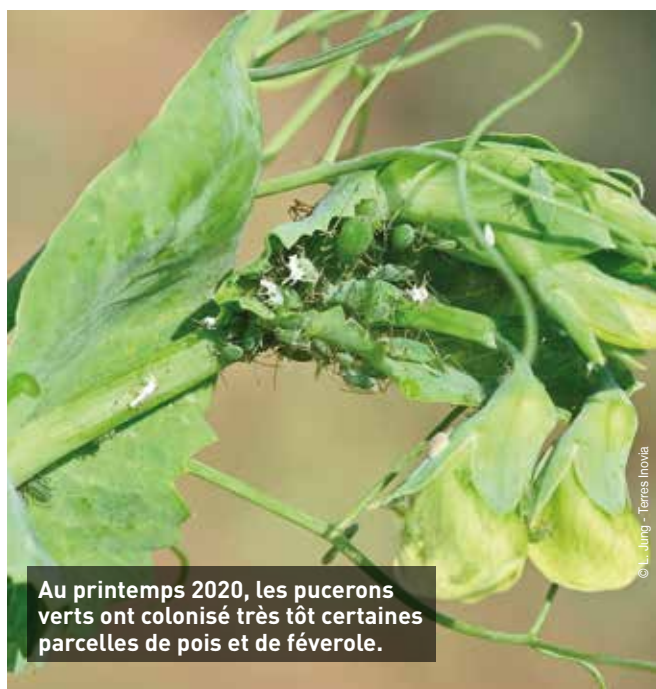 © L. Jung - Terres Inovia
Au printemps 2020, les pucerons
verts ont colonisé très tôt certaines
parcelles de pois et de féverole.